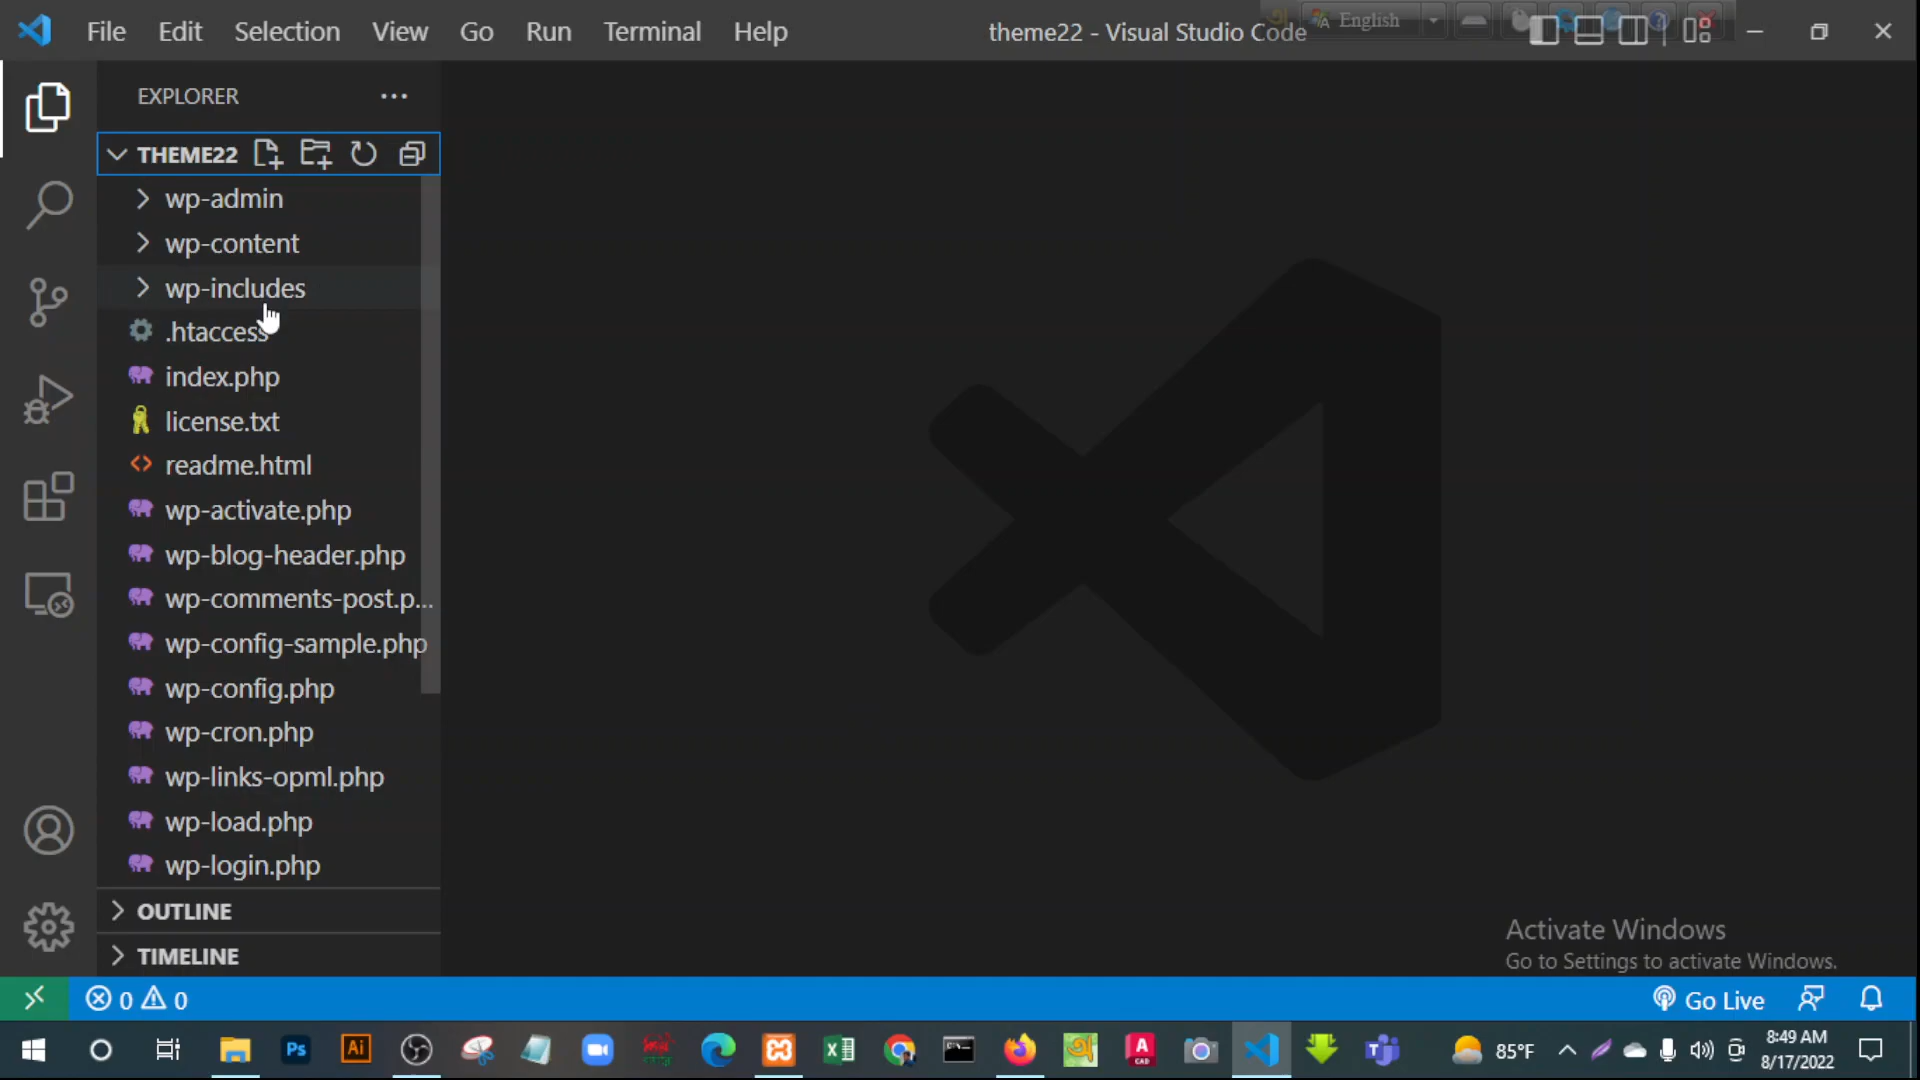 File Edit Selection View Go Run Terminal Help
theme22 - Visual Studio Code
English
EXPLORER
THEME22
wp-admin
wp-content
wp-includes
.htaccess
index.php
license.txt
readme.html
wp-activate.php
wp-blog-header.php
wp-comments-post.p...
wp-config-sample.php
wp-config.php
wp-cron.php
wp-links-opml.php
wp-load.php
wp-login.php
OUTLINE
TIMELINE
Activate Windows
Go to Settings to activate Windows.
0 0
Go Live
Ps
Ai
85°F
8:49 AM
8/17/2022